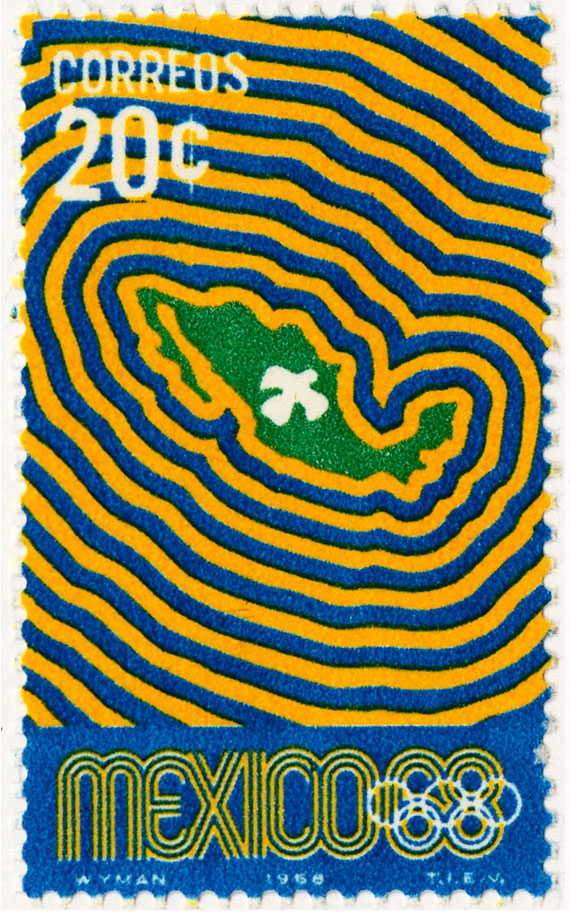 CORREOS
20¢
MEXICO68
WYMAN 1968 T.I.E.V.